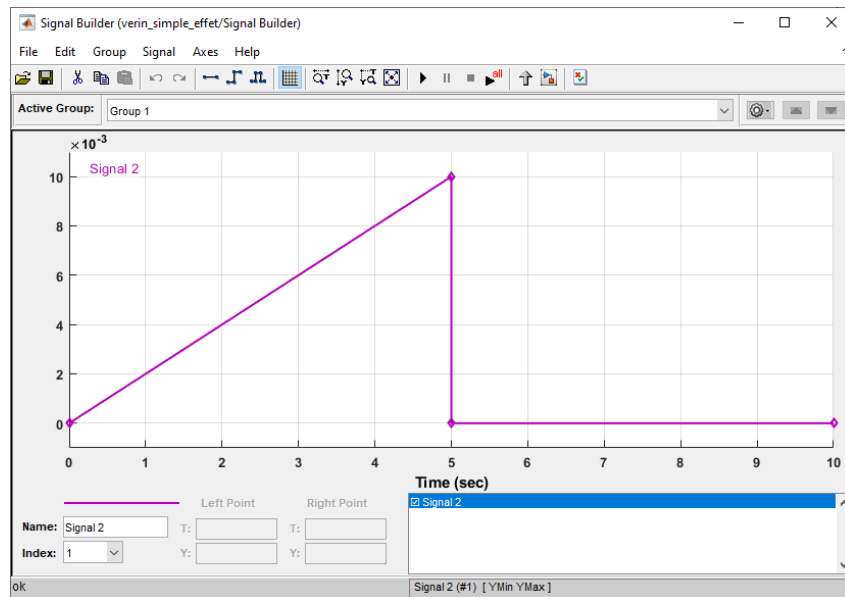 Signal Builder (verin_simple_effet/Signal Builder)
File Edit Group Signal Axes Help
all
Active Group: Group 1
× 10-3
Signal 2
10
8
6
4
2
0
0 1 2 3 4 5 6 7 8 9 10
Time (sec)
Left Point Right Point
Signal 2
Name: Signal 2 T: T:
Index: 1 Y: Y:
ok Signal 2 (#1) [ YMin YMax ]